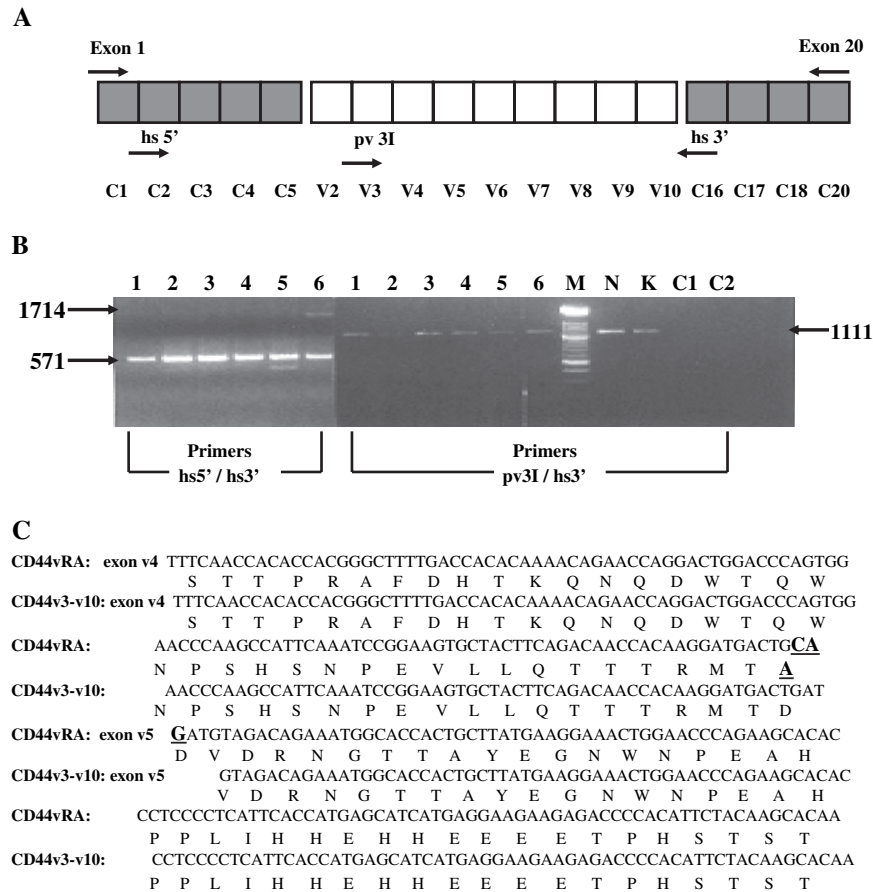 A
Exon 1
Exon 20
hs 5’
pv 3I
hs 3’
C1 C2 C3 C4 C5 V2 V3 V4 V5 V6 V7 V8 V9 V10 C16 C17 C18 C20
B
1 2 3 4 5 6 1 2 3 4 5 6 M N K C1 C2
1714
1111
571
Primers
hs5’ / hs3’
Primers
pv3I / hs3’
C
CD44vRA: exon v4 TTTCAACCACACCACGGGCTTTTGACCACACAAAACAGAACCAGGACTGGACCCAGTGG
S T T P R A F D H T K Q N Q D W T Q W
CD44v3-v10: exon v4 TTTCAACCACACCACGGGCTTTTGACCACACAAAACAGAACCAGGACTGGACCCAGTGG
S T T P R A F D H T K Q N Q D W T Q W
CD44vRA: AACCCAAGCCATTCAAATCCGGAAGTGCTACTTCAGACAACCACAAGGATGACTGCA
N P S H S N P E V L L Q T T T R M T A
CD44v3-v10: AACCCAAGCCATTCAAATCCGGAAGTGCTACTTCAGACAACCACAAGGATGACTGAT
N P S H S N P E V L L Q T T T R M T D
CD44vRA: exon v5 GATGTAGACAGAAATGGCACCACTGCTTATGAAGGAAACTGGAACCCAGAAGCACAC
D V D R N G T T A Y E G N W N P E A H
CD44v3-v10: exon v5 GTAGACAGAAATGGCACCACTGCTTATGAAGGAAACTGGAACCCAGAAGCACAC
V D R N G T T A Y E G N W N P E A H
CD44vRA: CCTCCCCTCATTCACCATGAGCATCATGAGGAAGAAGAGACCCCACATTCTACAAGCACAA
P P L I H H E H H E E E E T P H S T S T
CD44v3-v10: CCTCCCCTCATTCACCATGAGCATCATGAGGAAGAAGAGACCCCACATTCTACAAGCACAA
P P L I H H E H H E E E E T P H S T S T